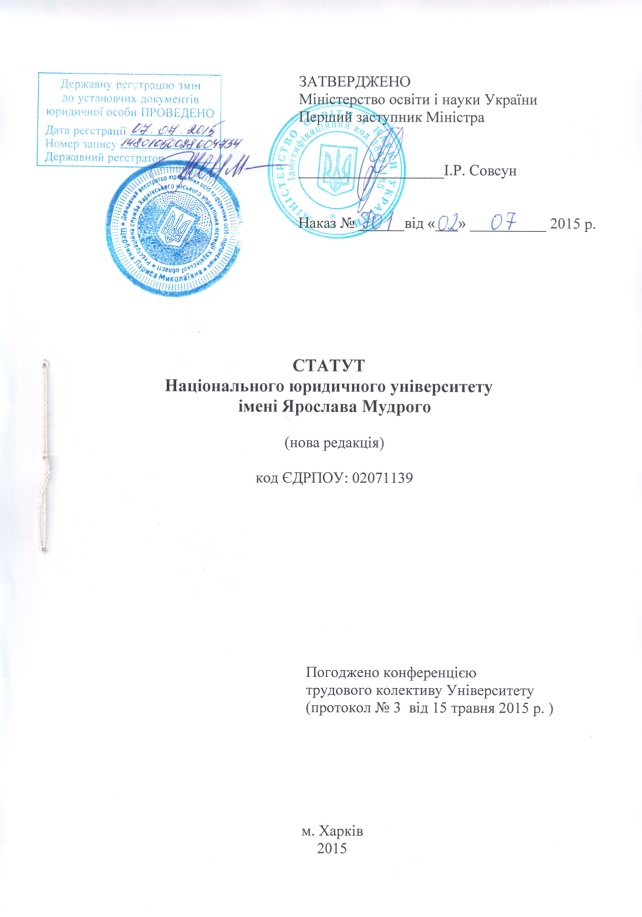 Державну реєстрацію змін
до установчих документів
юридичної особи ПРОВЕДЕНО
Дата реєстрації 07 07 2015
Номер запису
Державний реєстратор
ЗАТВЕРДЖЕНО
Міністерство освіти і науки України
Перший заступник Міністра
І.Р. Совсун
Наказ № 701 від «02» 07 2015 р.
СТАТУТ
Національного юридичного університету
імені Ярослава Мудрого
(нова редакція)
код ЄДРПОУ: 02071139
Погоджено конференцією
трудового колективу Університету
(протокол № 3 від 15 травня 2015 р. )
м. Харків
2015